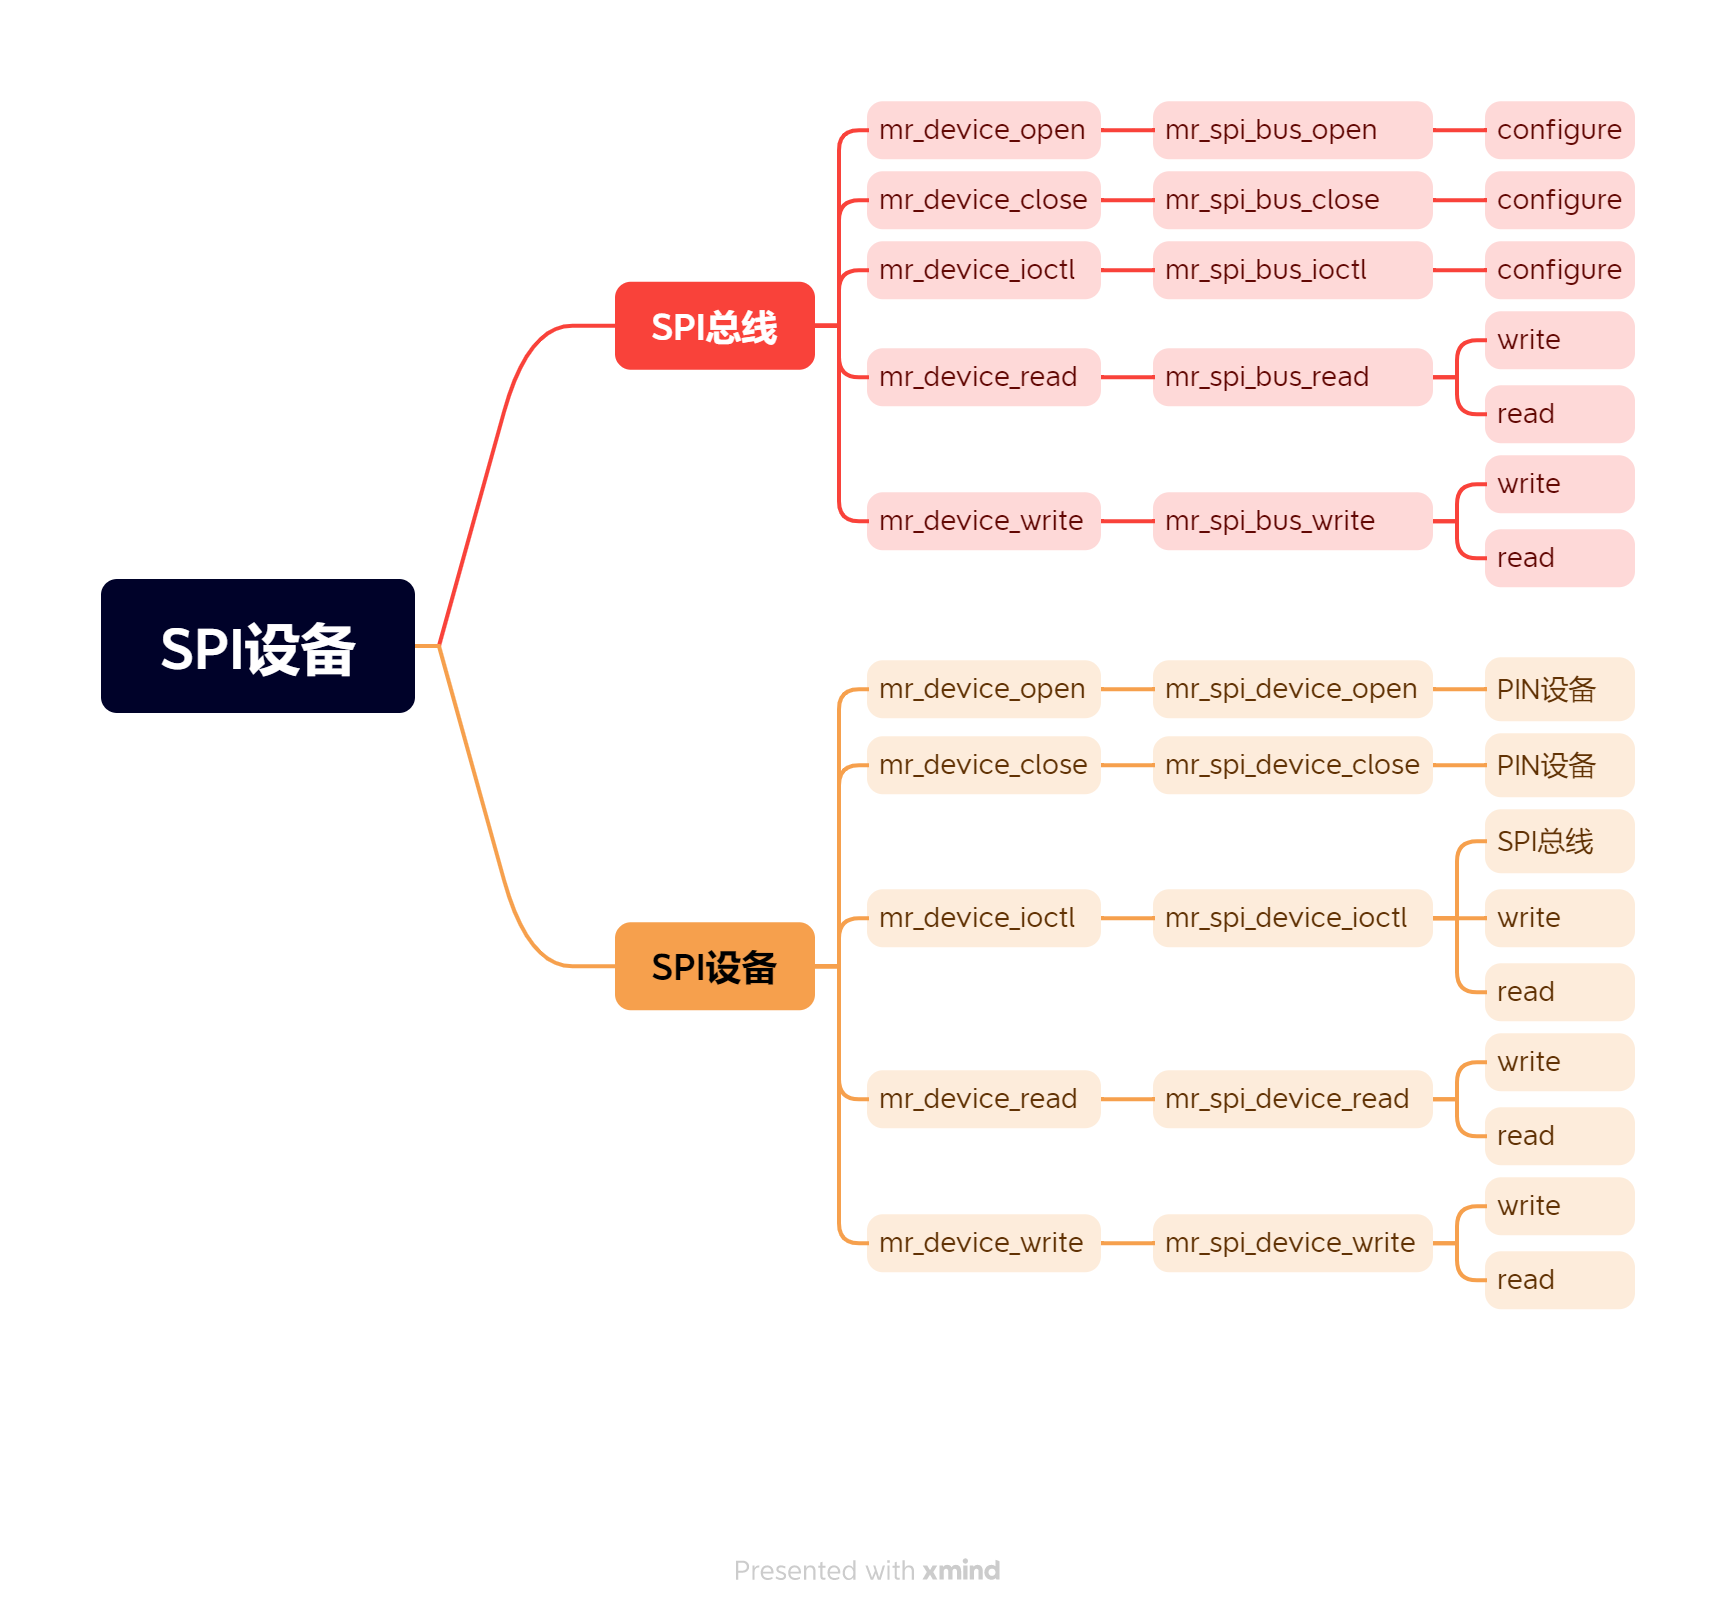 SPI设备
SPI总线
mr_device_open
mr_spi_bus_open
configure
mr_device_close
mr_spi_bus_close
configure
mr_device_ioctl
mr_spi_bus_ioctl
configure
mr_device_read
mr_spi_bus_read
write
read
mr_device_write
mr_spi_bus_write
write
read
SPI设备
mr_device_open
mr_spi_device_open
PIN设备
mr_device_close
mr_spi_device_close
PIN设备
mr_device_ioctl
mr_spi_device_ioctl
SPI总线
write
read
mr_device_read
mr_spi_device_read
write
read
mr_device_write
mr_spi_device_write
write
read
Presented with xmind